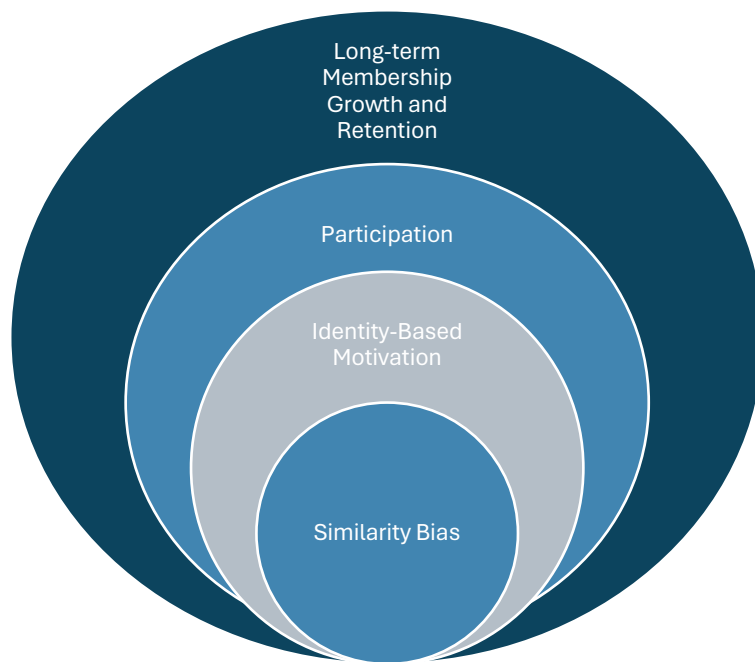 Long-term
Membership
Growth and
Retention
Participation
Identity-Based
Motivation
Similarity Bias